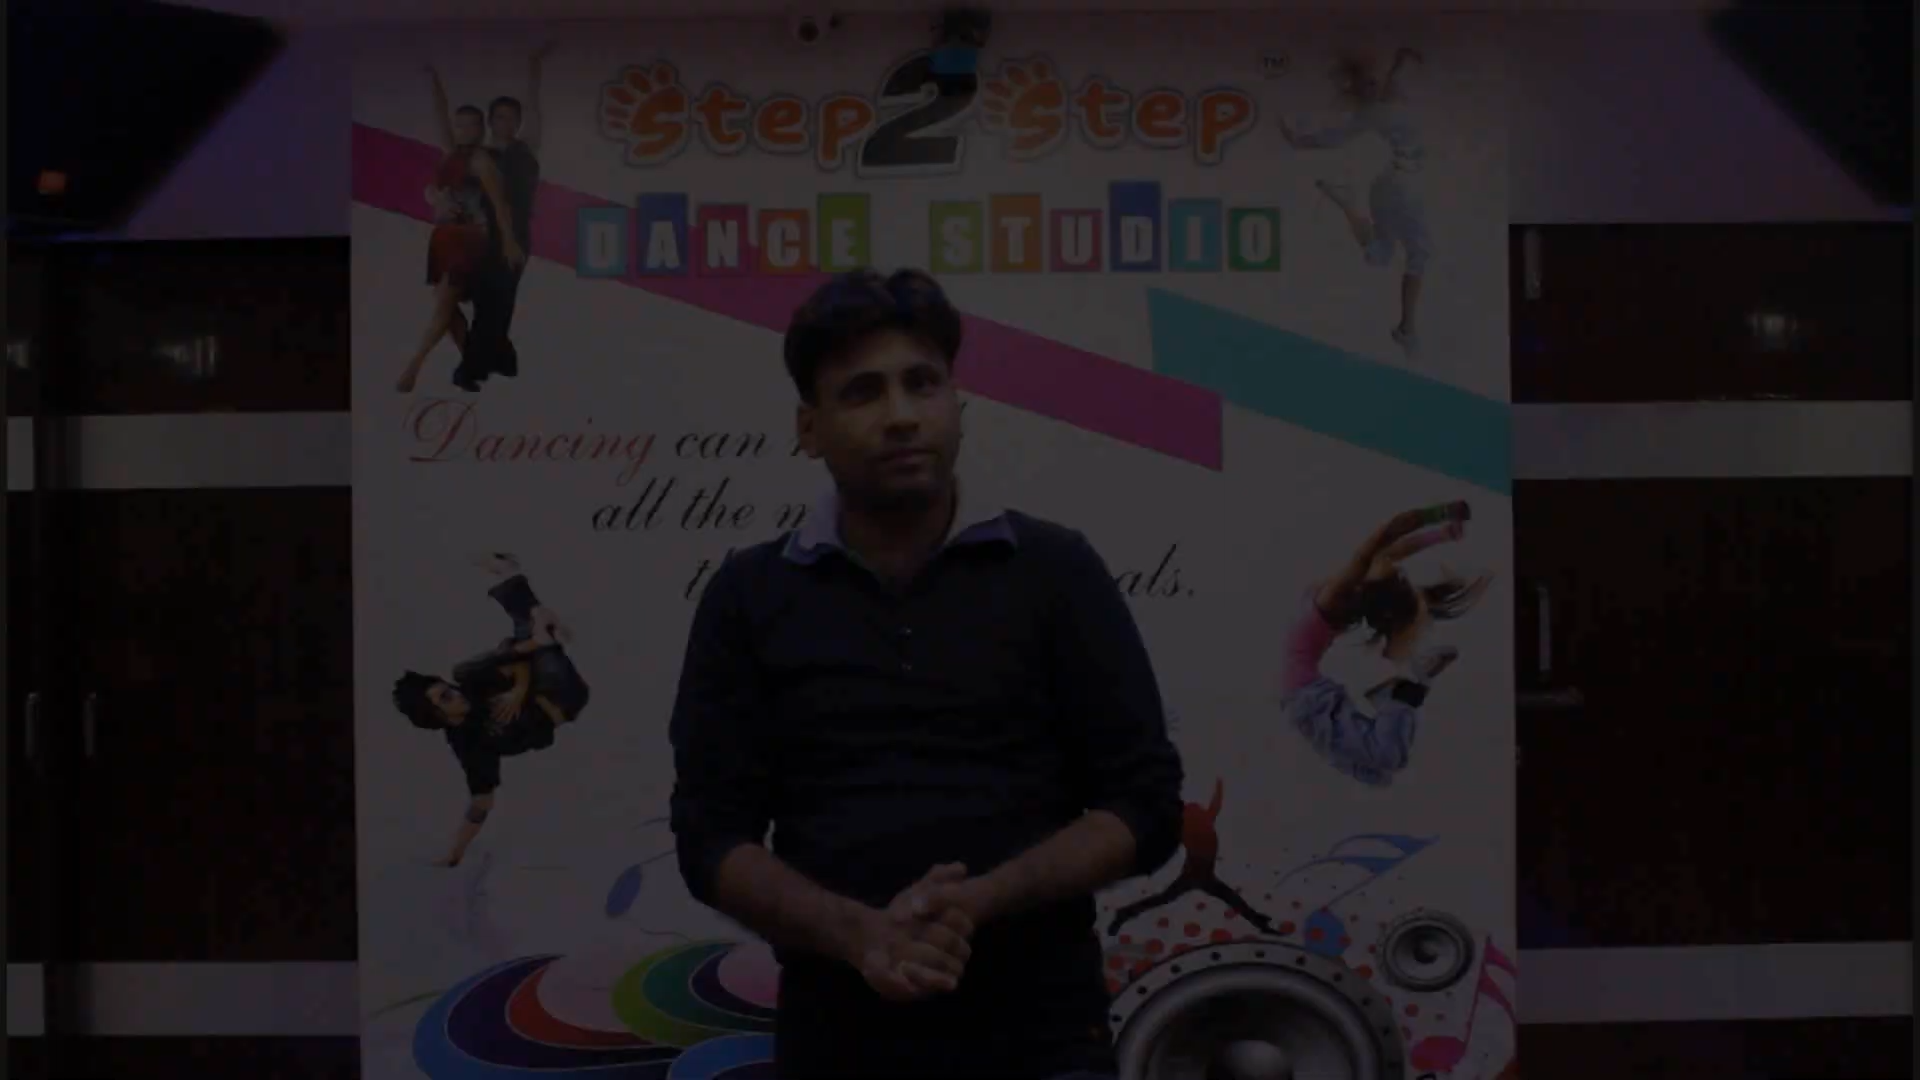 Step2Step™
DANCE STUDIO
Dancing can
all the
als.